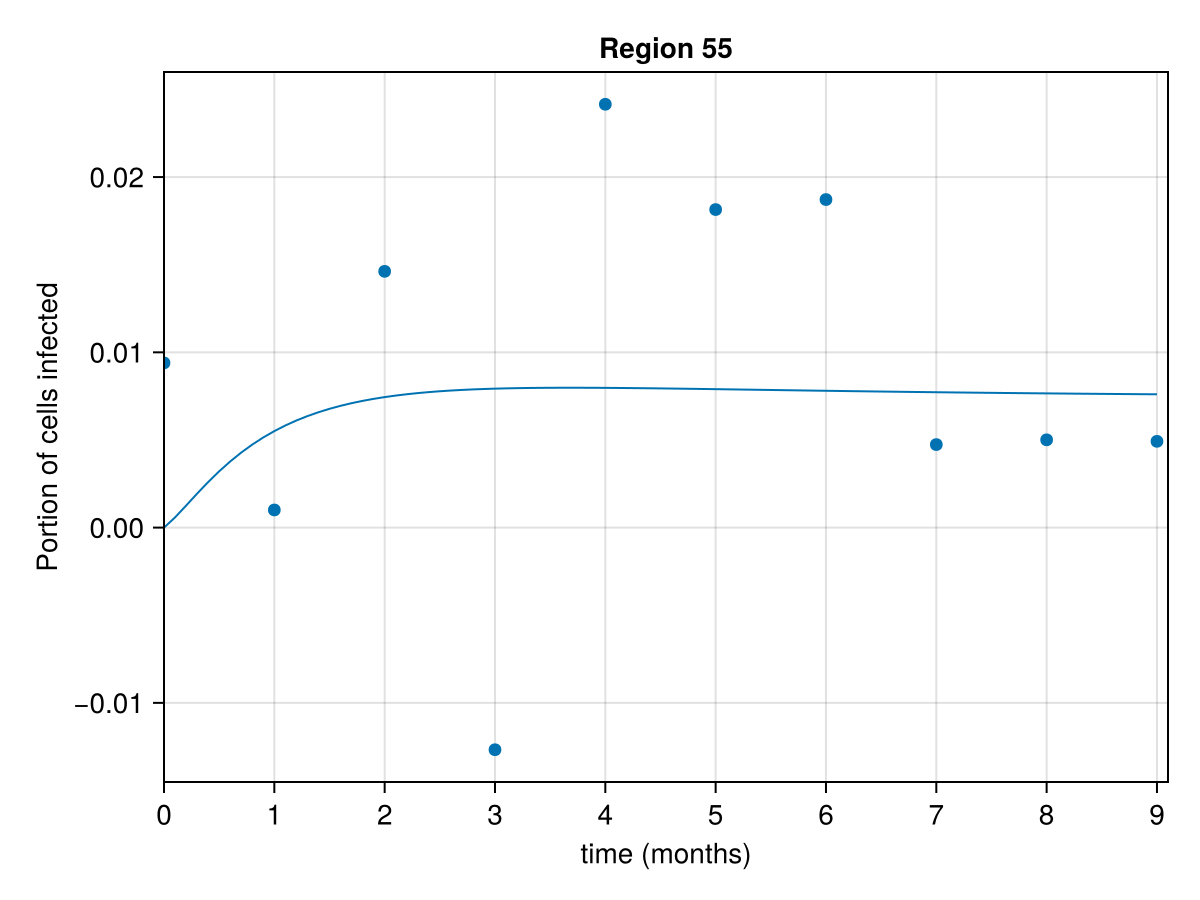 Region 55
Portion of cells infected
0.02
0.01
0.00
−0.01
0 1 2 3 4 5 6 7 8 9
time (months)